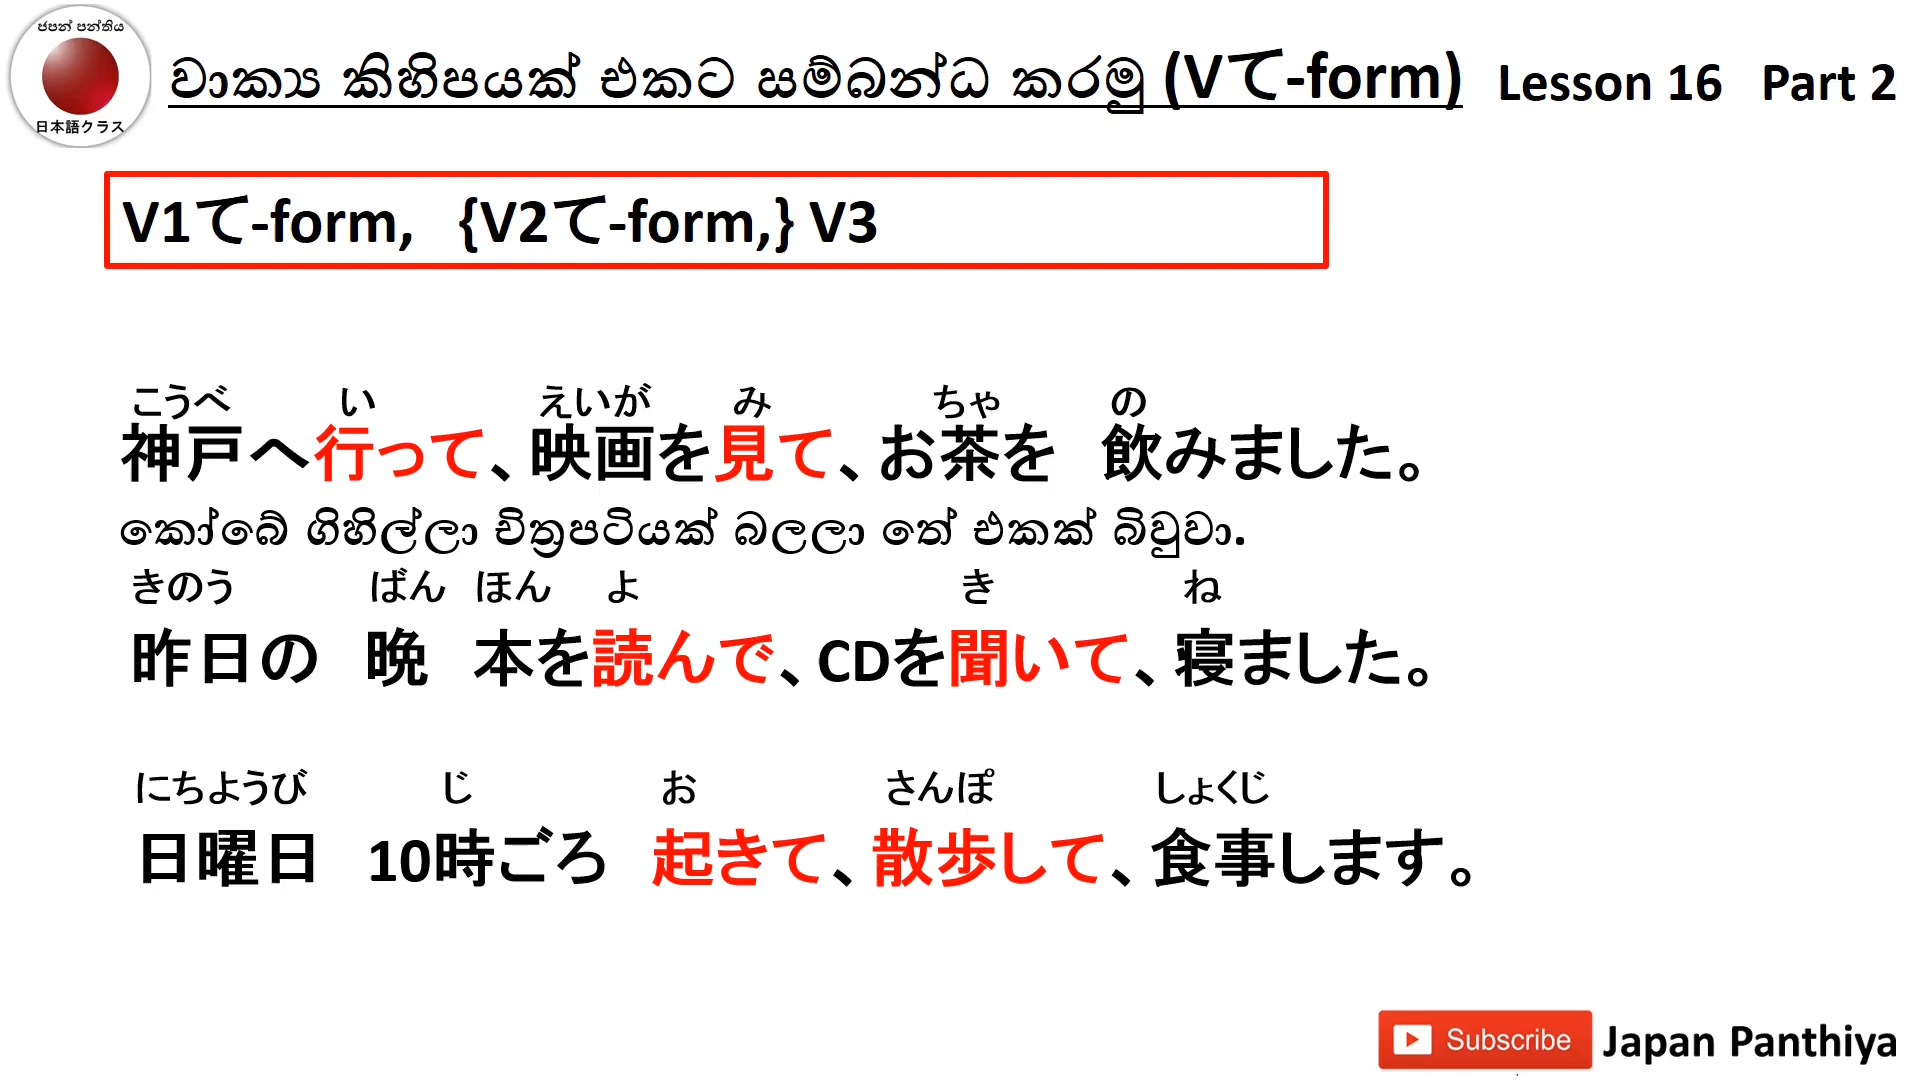 ජපන් පන්තිය
日本語クラス
වාක්‍ය කිහිපයක් එකට සම්බන්ධ කරමු (Vて-form) Lesson 16 Part 2
V1て-form, {V2て-form,} V3
こうべ い えいが み ちゃ の
神戸へ行って、映画を見て、お茶を 飲みました。
කෝබේ ගිහිල්ලා චිත්‍රපටියක් බලලා තේ එකක් බිවුවා.
きのう ばん ほん よ き ね
昨日の 晩 本を読んで、CDを聞いて、寝ました。
にちようび じ お さんぽ しょくじ
日曜日 10時ごろ 起きて、散歩して、食事します。
Subscribe Japan Panthiya